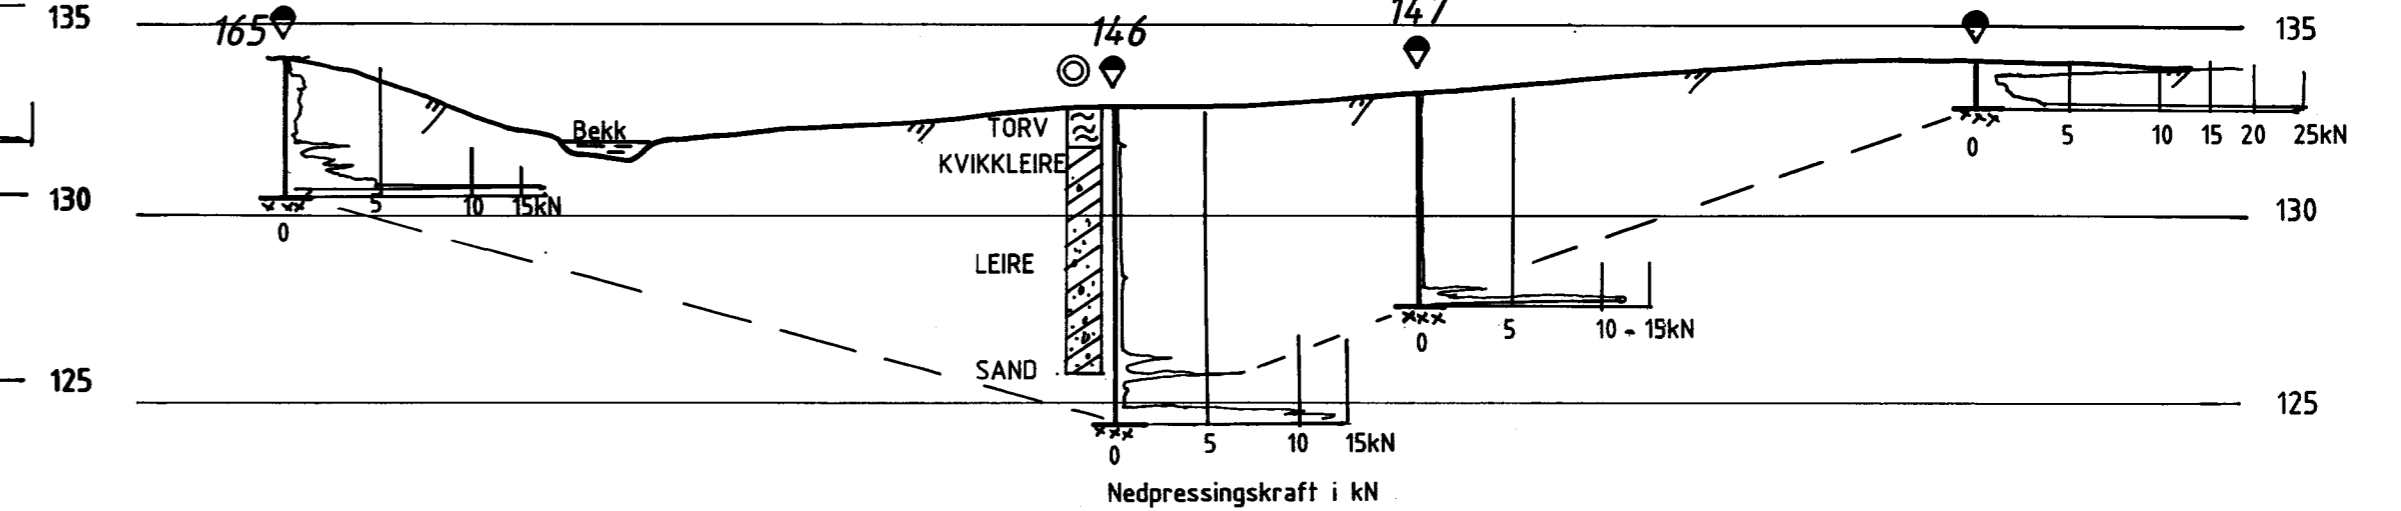 135
165
146
147
135
Bekk
TORV
KVIKKLEIRE
0 5 10 15 20 25kN
130
5 10 15kN
130
0
LEIRE
0 5 10 - 15kN
SAND
125
125
0 5 10 15kN
Nedpressingskraft i kN